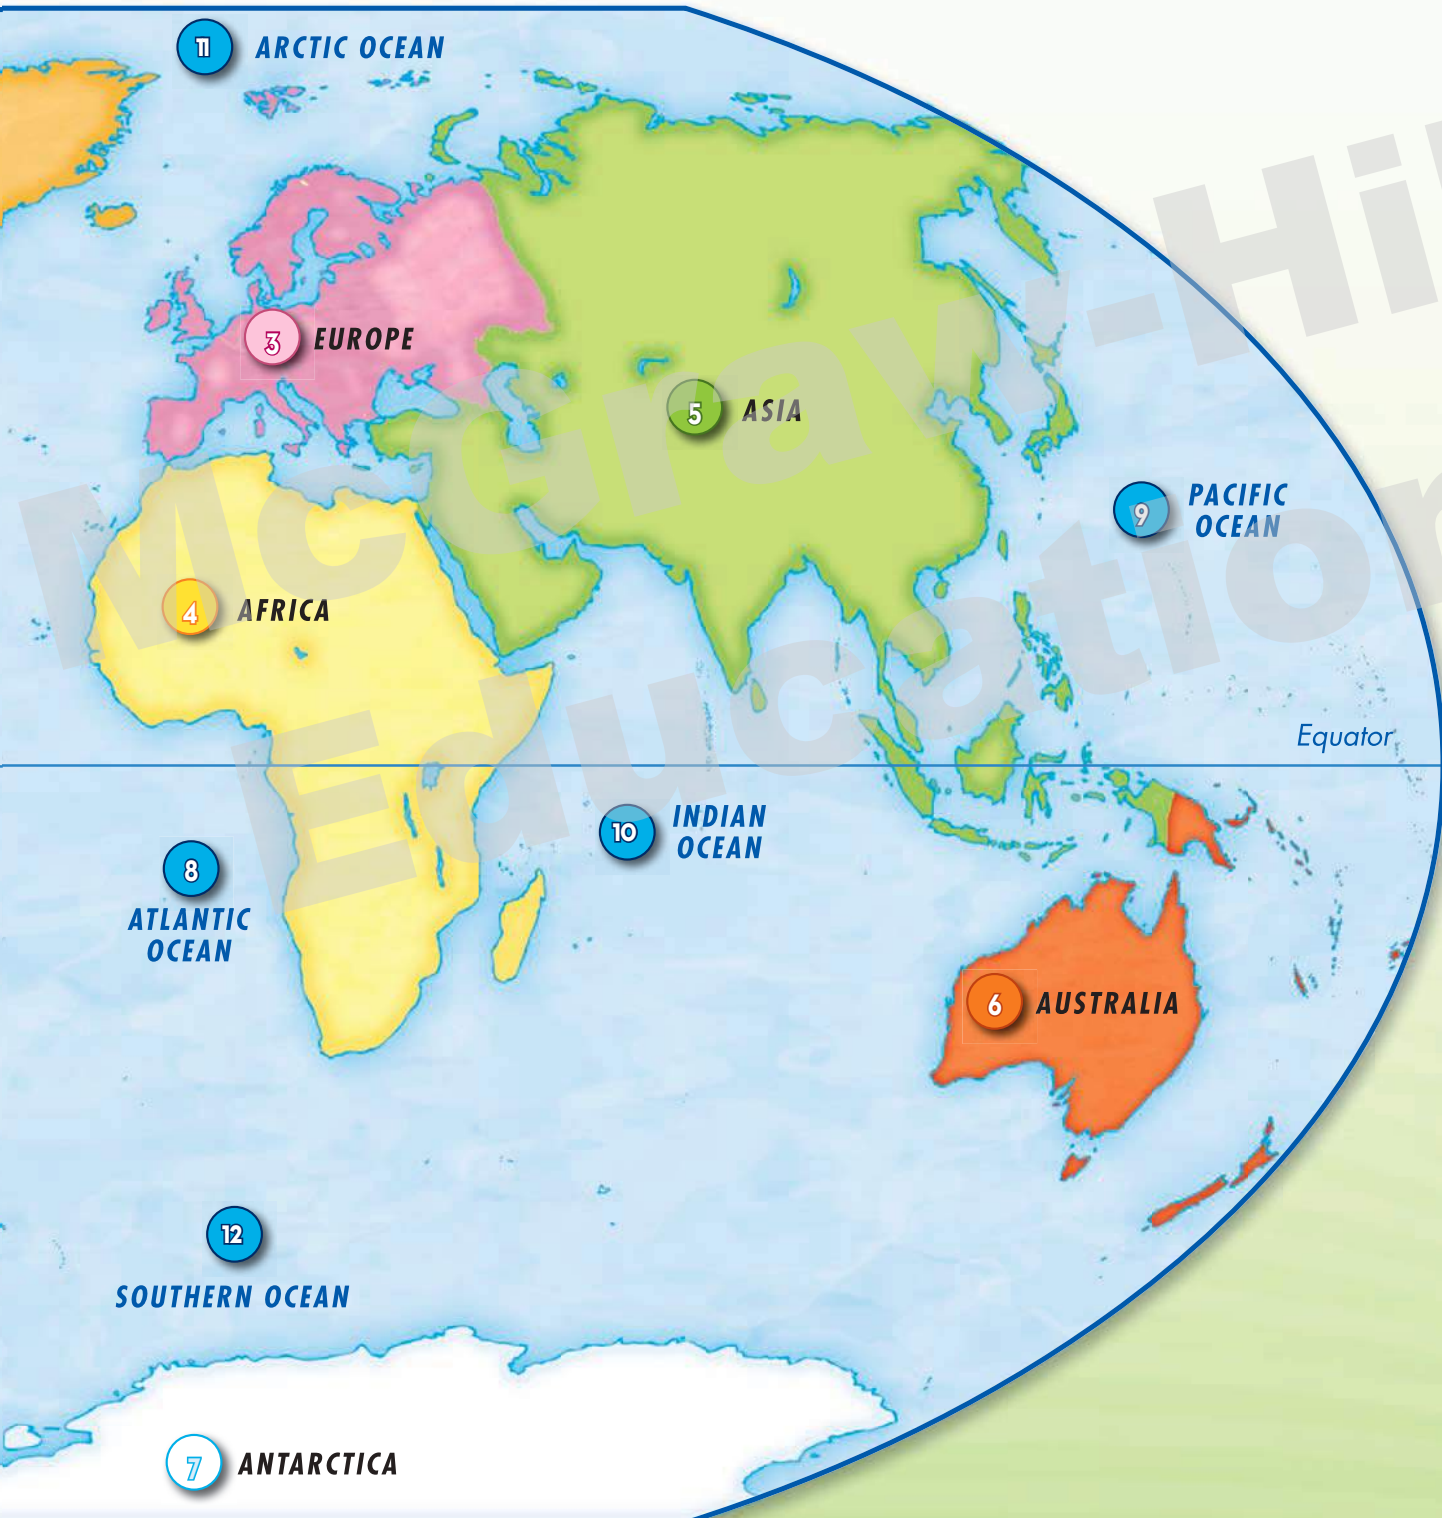 11 ARCTIC OCEAN
3 EUROPE
5 ASIA
9 PACIFIC
OCEAN
4 AFRICA
Equator
10 INDIAN
OCEAN
8
ATLANTIC
OCEAN
6 AUSTRALIA
12
SOUTHERN OCEAN
7 ANTARCTICA
McGraw-Hil
Education